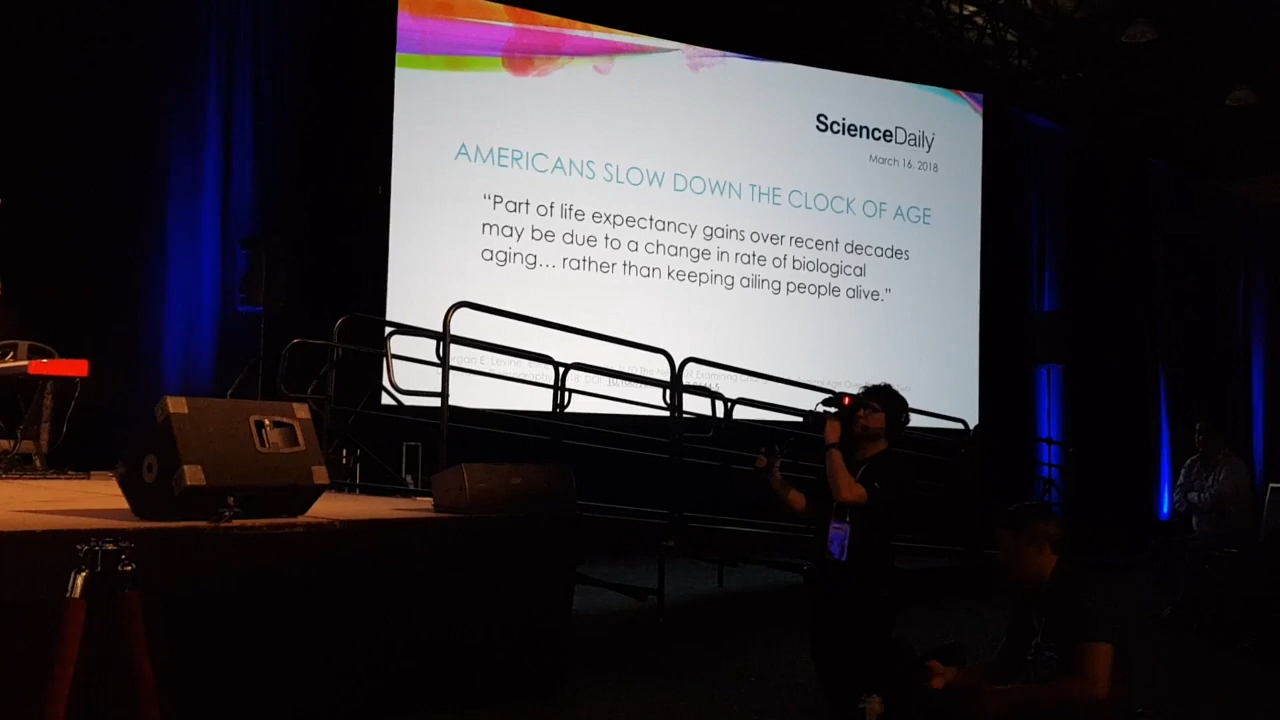 ScienceDaily
March 16, 2018
AMERICANS SLOW DOWN THE CLOCK OF AGE
“Part of life expectancy gains over recent decades
may be due to a change in rate of biological
aging... rather than keeping ailing people alive.”